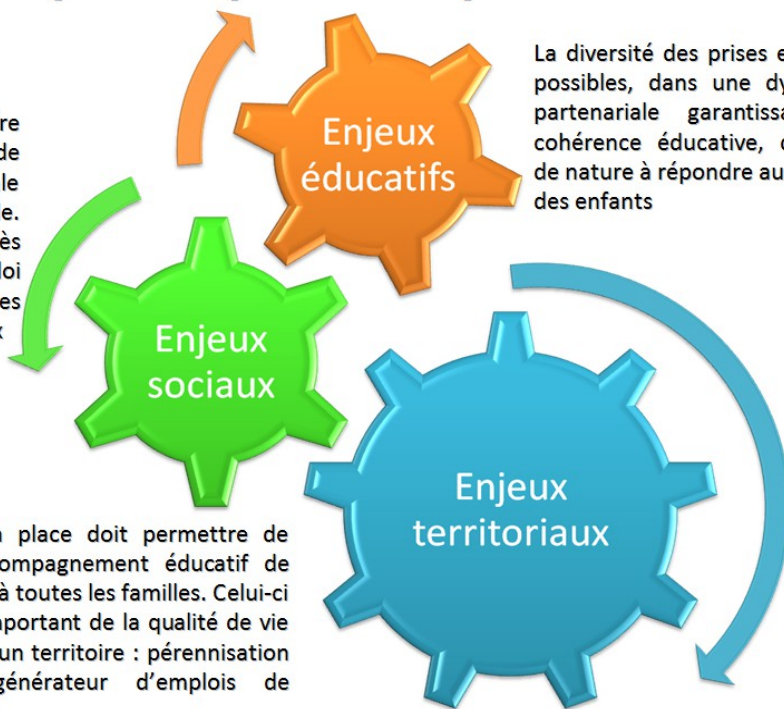 Enjeux
éducatifs
La diversité des prises e
possibles, dans une dy
partenariale garantissa
cohérence éducative,
de nature à répondre au
des enfants
re
de
le
e.
ès
loi
es
x
Enjeux
sociaux
Enjeux
territoriaux
place doit permettre de
ompagnement éducatif de
à toutes les familles. Celui-ci
portant de la qualité de vie
un territoire : pérennisation
générateur d’emplois de